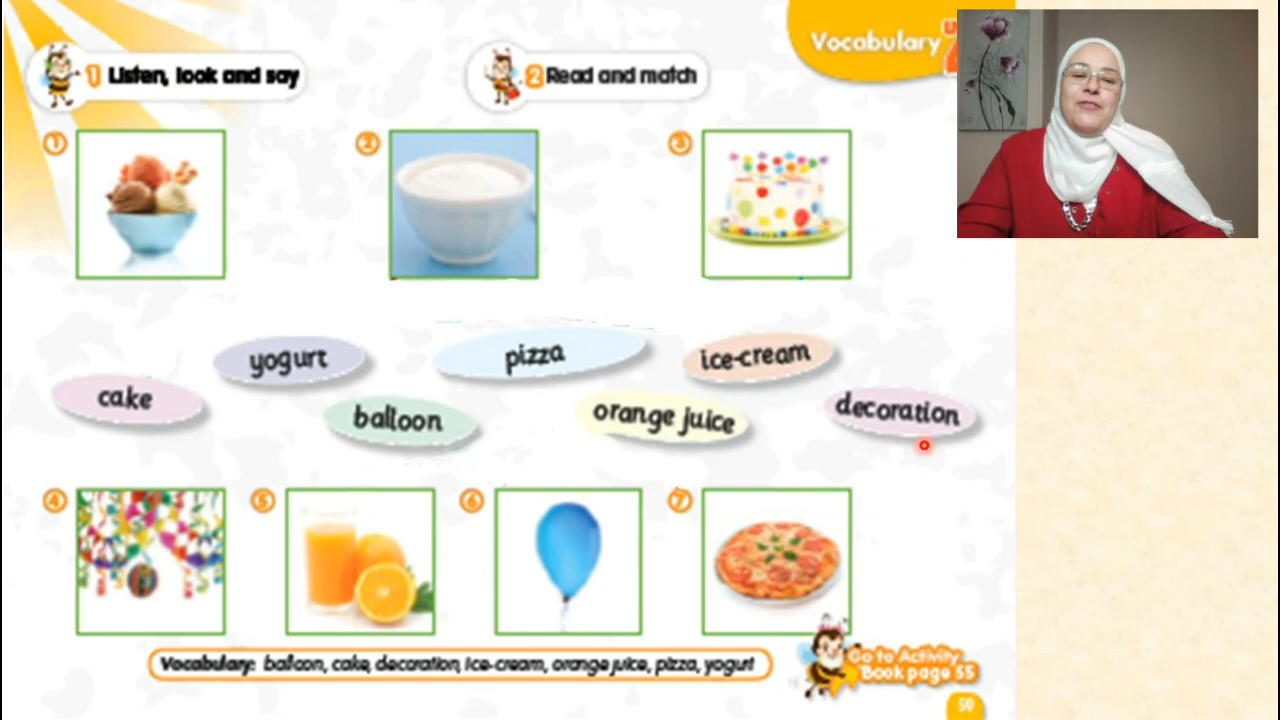 Vocabulary
1 Listen, look and say
2 Read and match
1
2
3
yogurt
pizza
ice-cream
cake
balloon
orange juice
decoration
4
5
6
7
Vocabulary: balloon, cake, decoration, ice-cream, orange juice, pizza, yogurt
Go to Activity
Book page 55
59